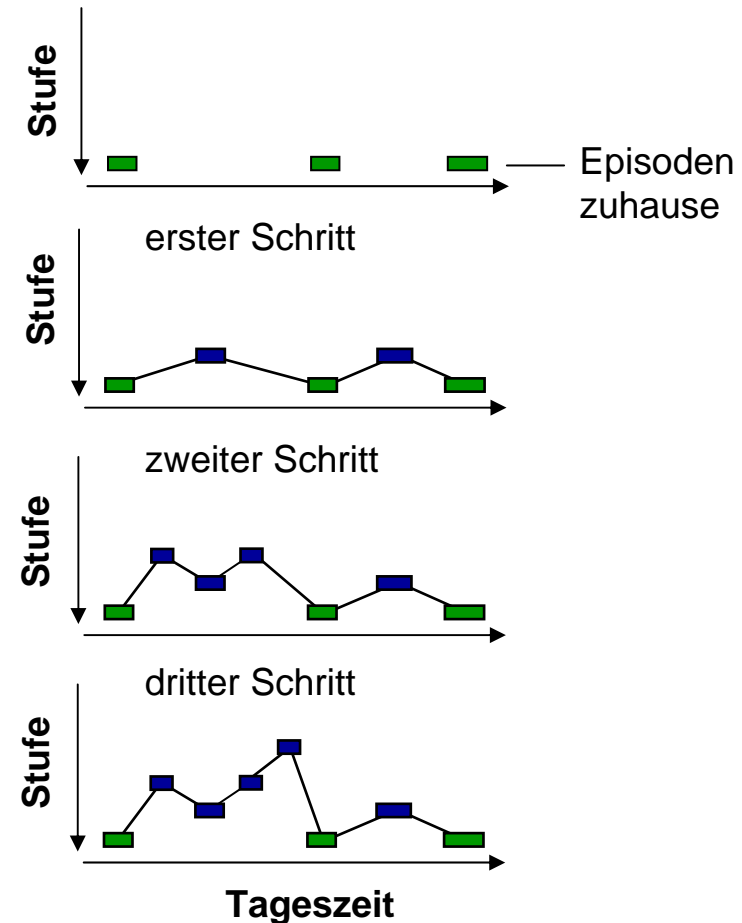 Stufe
Episoden
zuhause
erster Schritt
Stufe
zweiter Schritt
Stufe
dritter Schritt
Stufe
Tageszeit